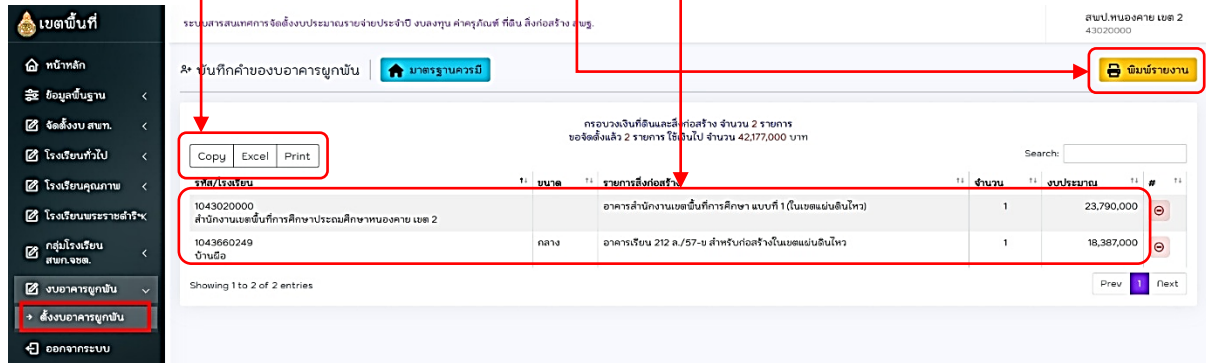 เขตพื้นที่
ระบบสารสนเทศการจัดตั้งงบประมาณรายจ่ายประจำปี งบลงทุน ค่าครุภัณฑ์ ที่ดิน สิ่งก่อสร้าง สพฐ.
สพป.หนองคาย เขต 2
43020000
หน้าหลัก
ข้อมูลพื้นฐาน
จัดตั้งงบ สพท.
โรงเรียนทั่วไป
โรงเรียนคุณภาพ
โรงเรียนพระราชดำริฯ
กลุ่มโรงเรียน
สพก.จชต.
งบอาคารผูกพัน
ตั้งงบอาคารผูกพัน
ออกจากระบบ
บันทึกคำของบอาคารผูกพัน
มาตรฐานควรมี
พิมพ์รายงาน
กรอบวงเงินที่ดินและสิ่งก่อสร้าง จำนวน 2 รายการ
ขอจัดตั้งแล้ว 2 รายการ ใช้เงินไป จำนวน 42,177,000 บาท
Copy Excel Print
Search:
รหัส/โรงเรียน ขนาด รายการสิ่งก่อสร้าง จำนวน งบประมาณ #
1043020000 อาคารสำนักงานเขตพื้นที่การศึกษา แบบที่ 1 (ในเขตแผ่นดินไหว) 1 23,790,000
สำนักงานเขตพื้นที่การศึกษาประถมศึกษาหนองคาย เขต 2
1043660249 กลาง อาคารเรียน 212 ล./57-ข สำหรับก่อสร้างในเขตแผ่นดินไหว 1 18,387,000
บ้านผือ
Showing 1 to 2 of 2 entries
Prev 1 Next